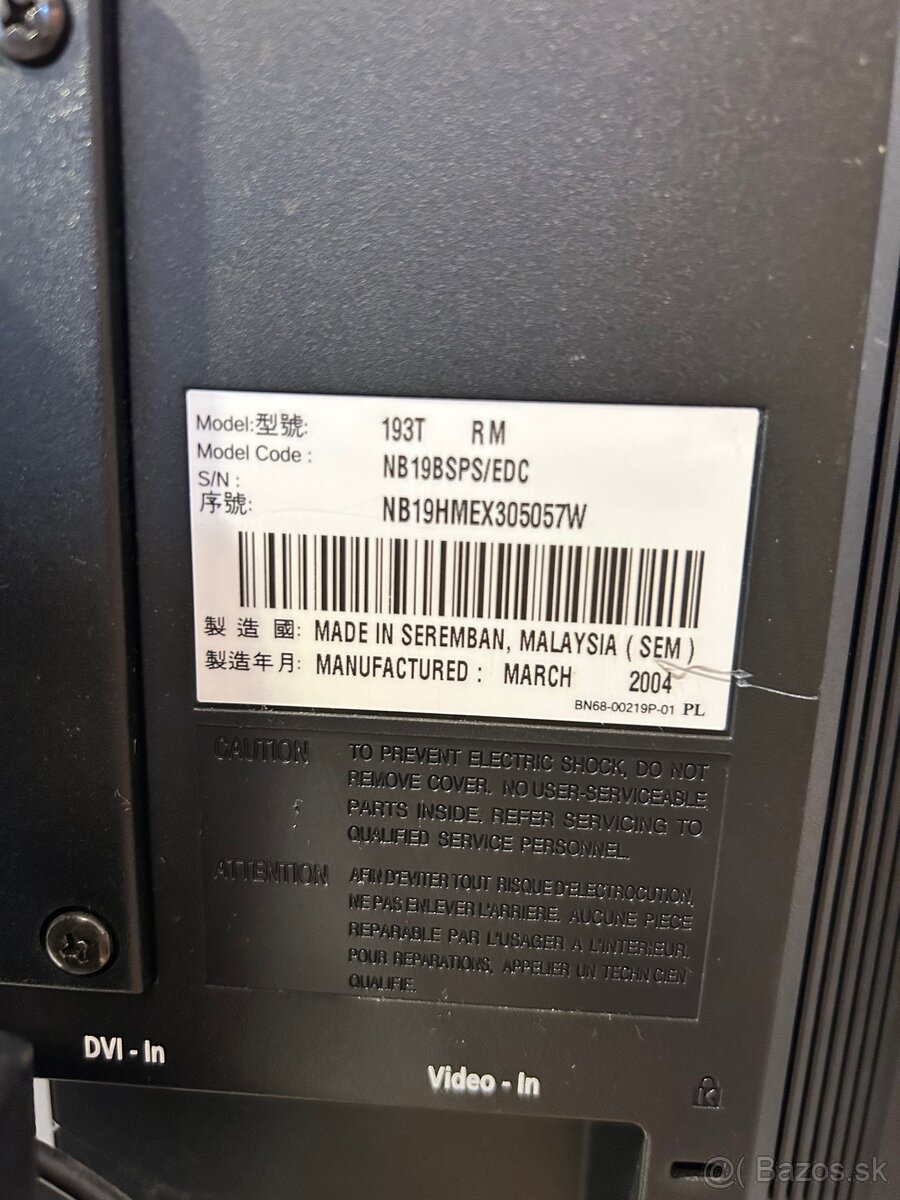 Model:型號: 193T RM
Model Code : NB19BSPS/EDC
S/N :
序號: NB19HMEX305057W
製 造 國: MADE IN SEREMBAN, MALAYSIA ( SEM )
製造年月: MANUFACTURED : MARCH 2004
BN68-00219P-01 PL
CAUTION TO PREVENT ELECTRIC SHOCK, DO NOT
REMOVE COVER. NO USER-SERVICEABLE
PARTS INSIDE. REFER SERVICING TO
QUALIFIED SERVICE PERSONNEL.
ATTENTION AFIN D'EVITER TOUT RISQUE D'ELECTROCUTION,
NE PAS ENLEVER L'ARRIERE. AUCUNE PIECE
REPARABLE PAR L'USAGER A L'INTERIEUR.
POUR REPARATIONS, APPELIER UN TECHNICIEN
QUALIFIE.
DVI - In
Video - In
K
@( Bazos.sk